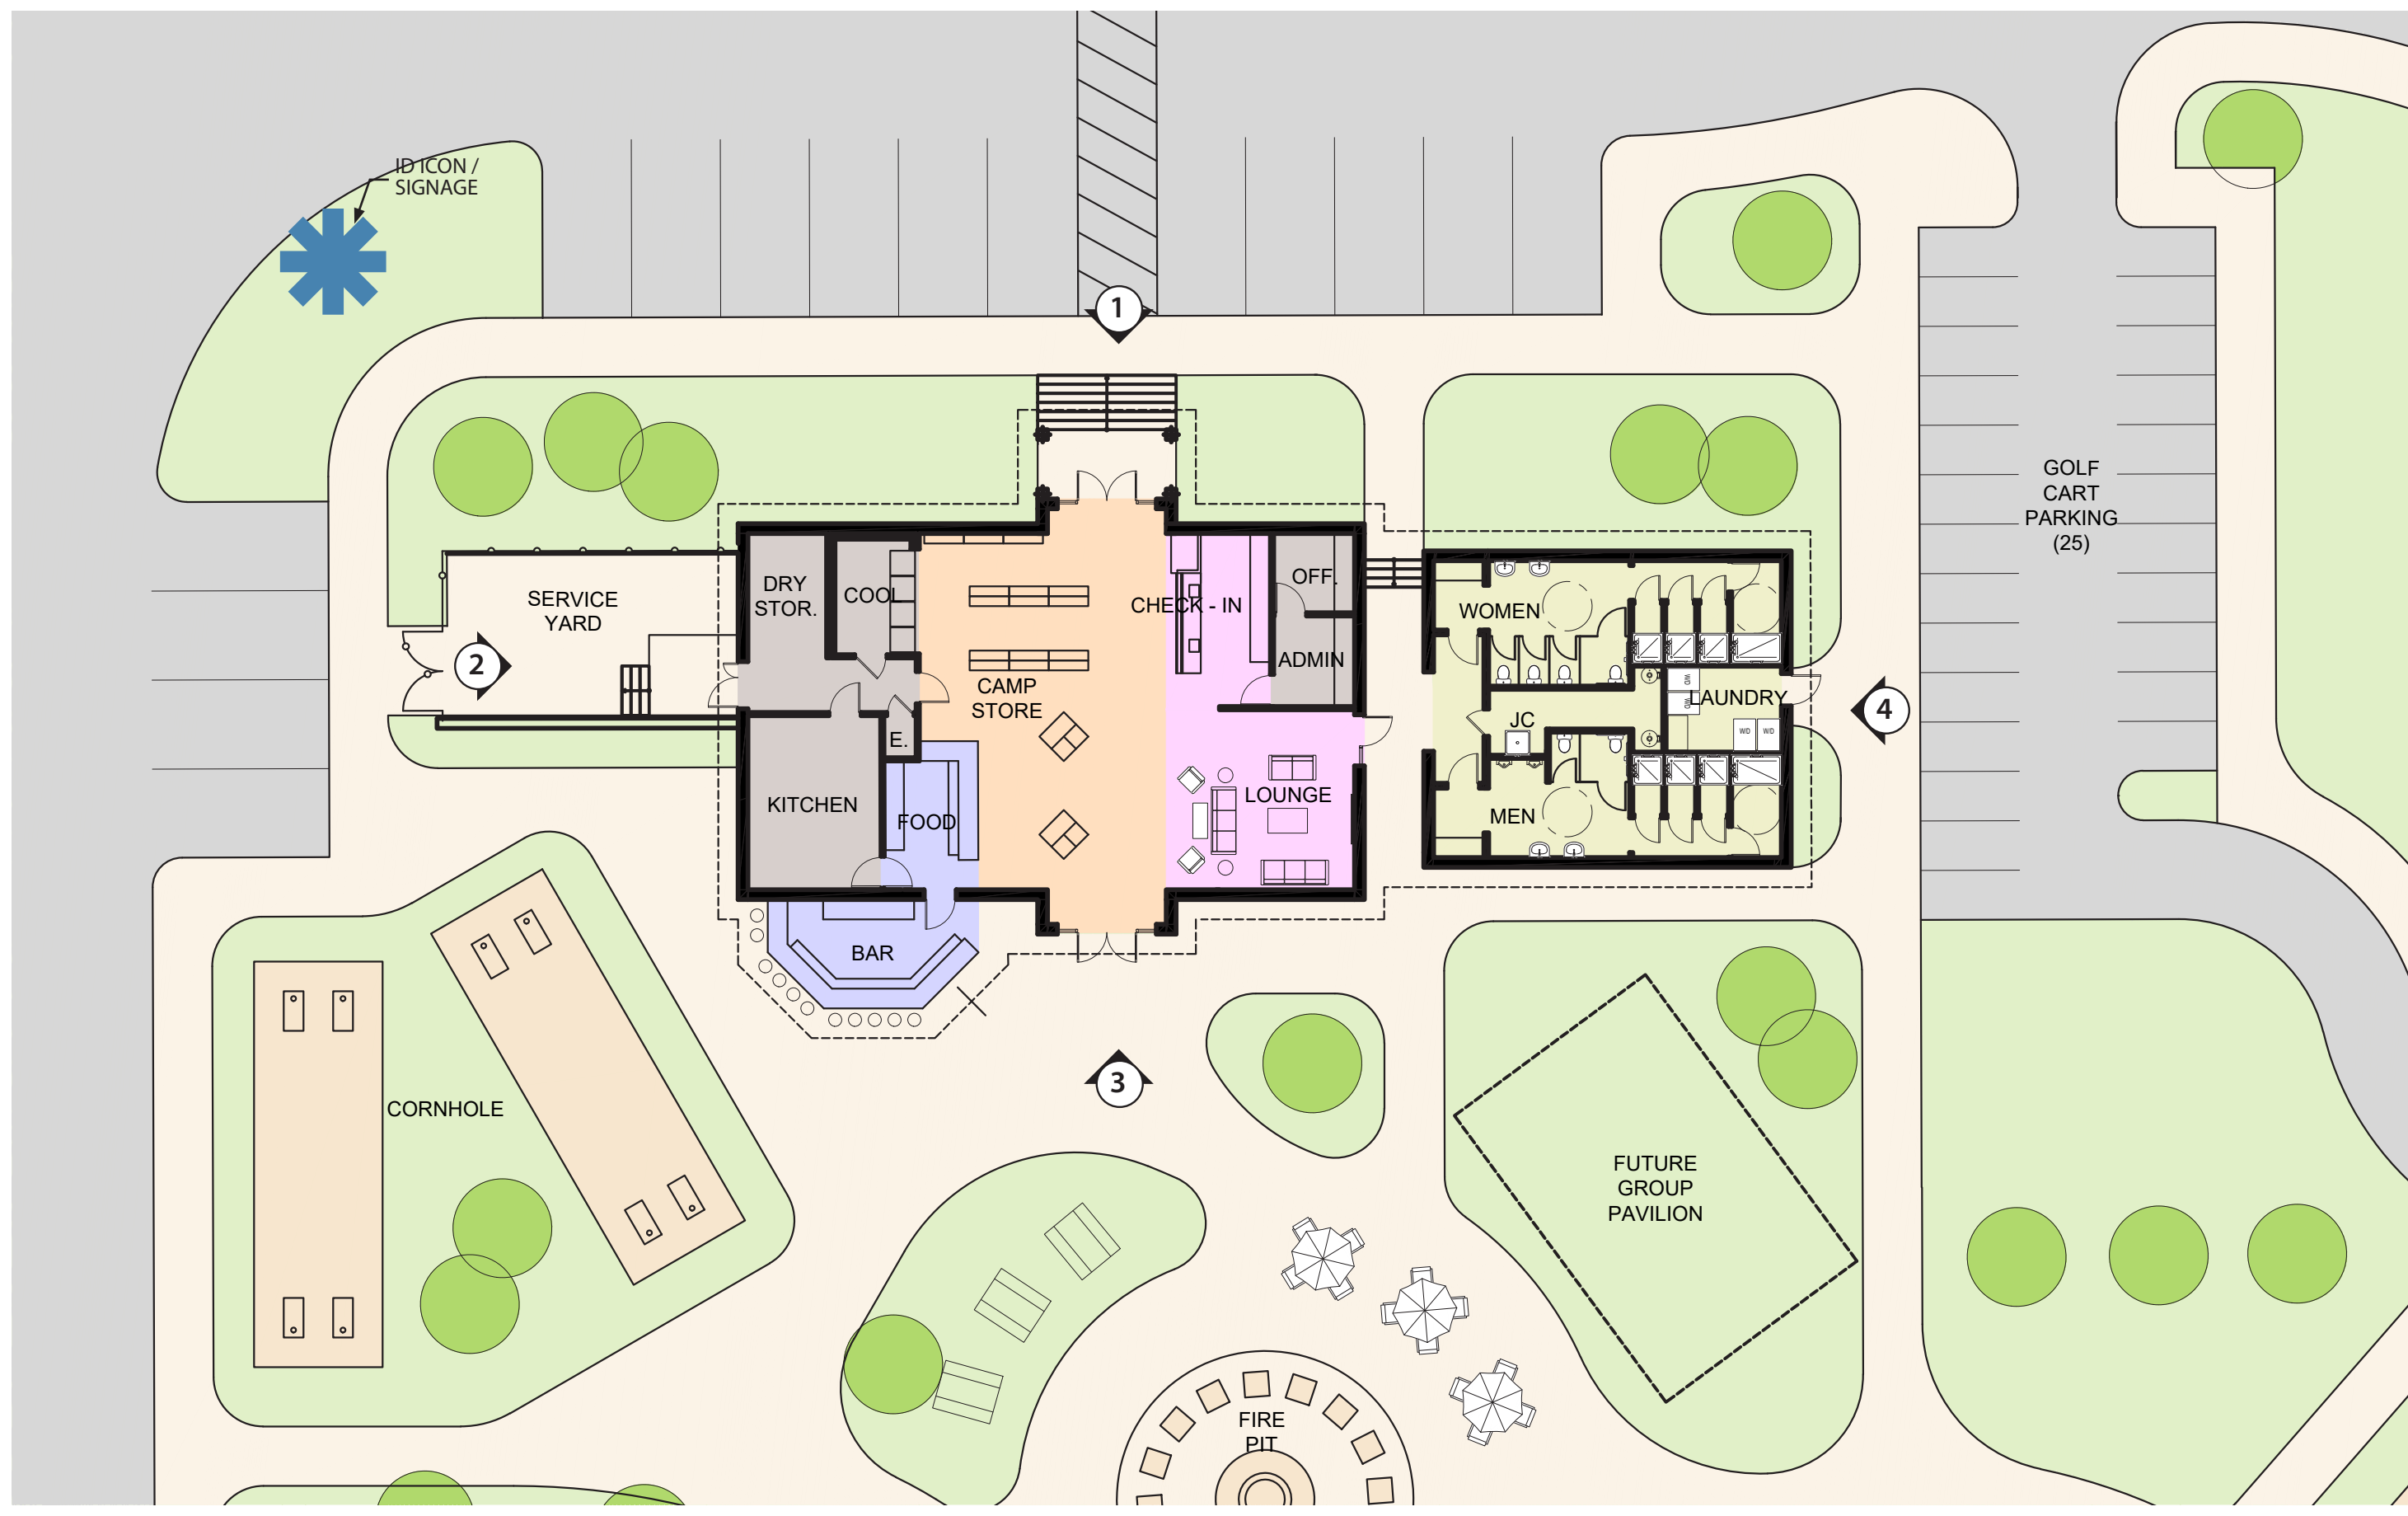 ID ICON /
SIGNAGE
1
GOLF
CART
PARKING
(25)
SERVICE
YARD
2
DRY
STOR.
COOL
CHECK - IN
OFF.
ADMIN
CAMP
STORE
E.
KITCHEN
FOOD
LOUNGE
BAR
WOMEN
JC
LAUNDRY
W/D
W/D
W/D
W/D
MEN
4
3
CORNHOLE
FUTURE
GROUP
PAVILION
FIRE
PIT